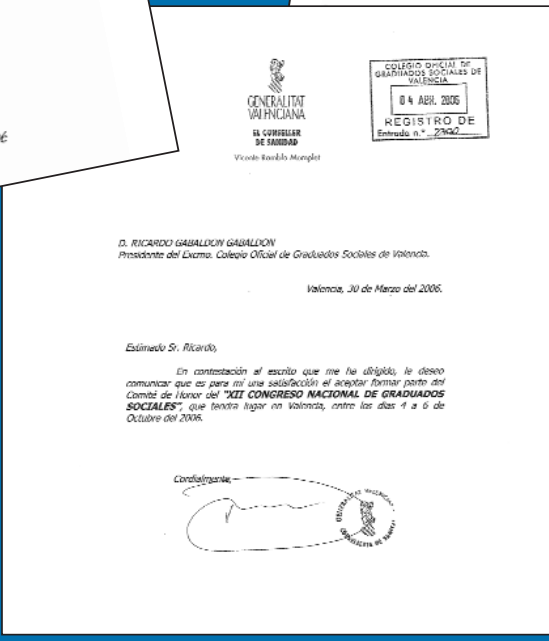 GENERALITAT
VALENCIANA
EL CONSELLER
DE SANIDAD
Vicente Rambla Momplet
COLEGIO OFICIAL DE
GRADUADOS SOCIALES DE
VALENCIA
04 ABR. 2006
REGISTRO DE
Entrada n.º
D. RICARDO GABALDON GABALDON
Presidente del Excmo. Colegio Oficial de Graduados Sociales de Valencia.
Valencia, 30 de Marzo del 2006.
Estimado Sr. Ricardo,
En contestación al escrito que me ha dirigido, le deseo
comunicar que es para mí una satisfacción el aceptar formar parte del
Comité de Honor del "XII CONGRESO NACIONAL DE GRADUADOS
SOCIALES", que tendra lugar en Valencia, entre los dias 4 a 6 de
Octubre del 2006.
Cordialmente,